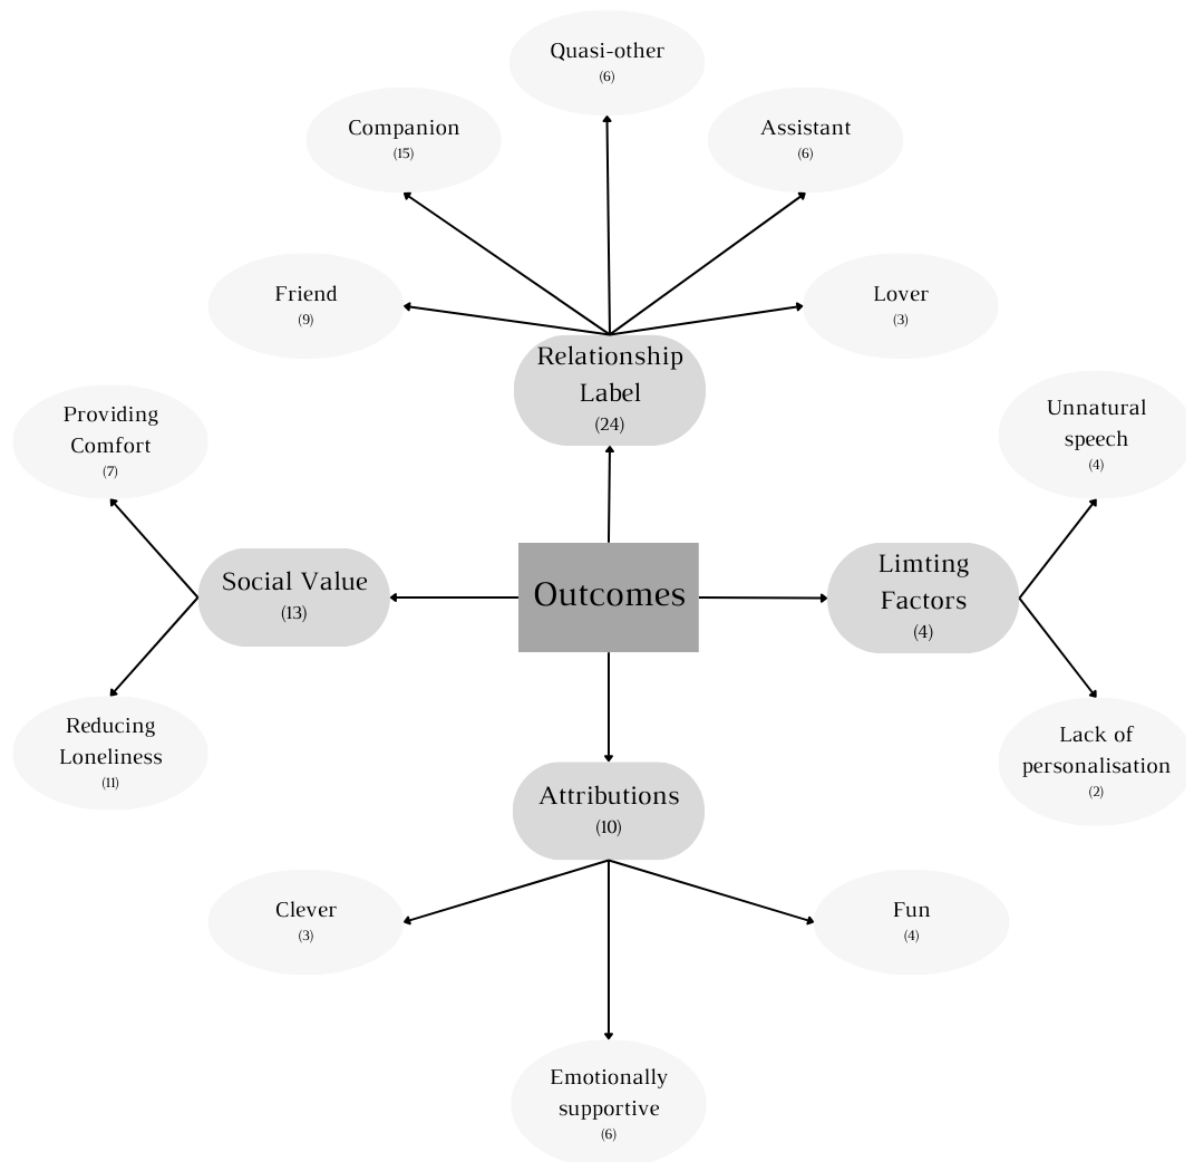 Quasi-other
(6)
Companion
(15)
Assistant
(6)
Friend
(9)
Lover
(3)
Relationship
Label
(24)
Providing
Comfort
(7)
Unnatural
speech
(4)
Social Value
(13)
Outcomes
Limting
Factors
(4)
Reducing
Loneliness
(11)
Lack of
personalisation
(2)
Attributions
(10)
Clever
(3)
Fun
(4)
Emotionally
supportive
(6)